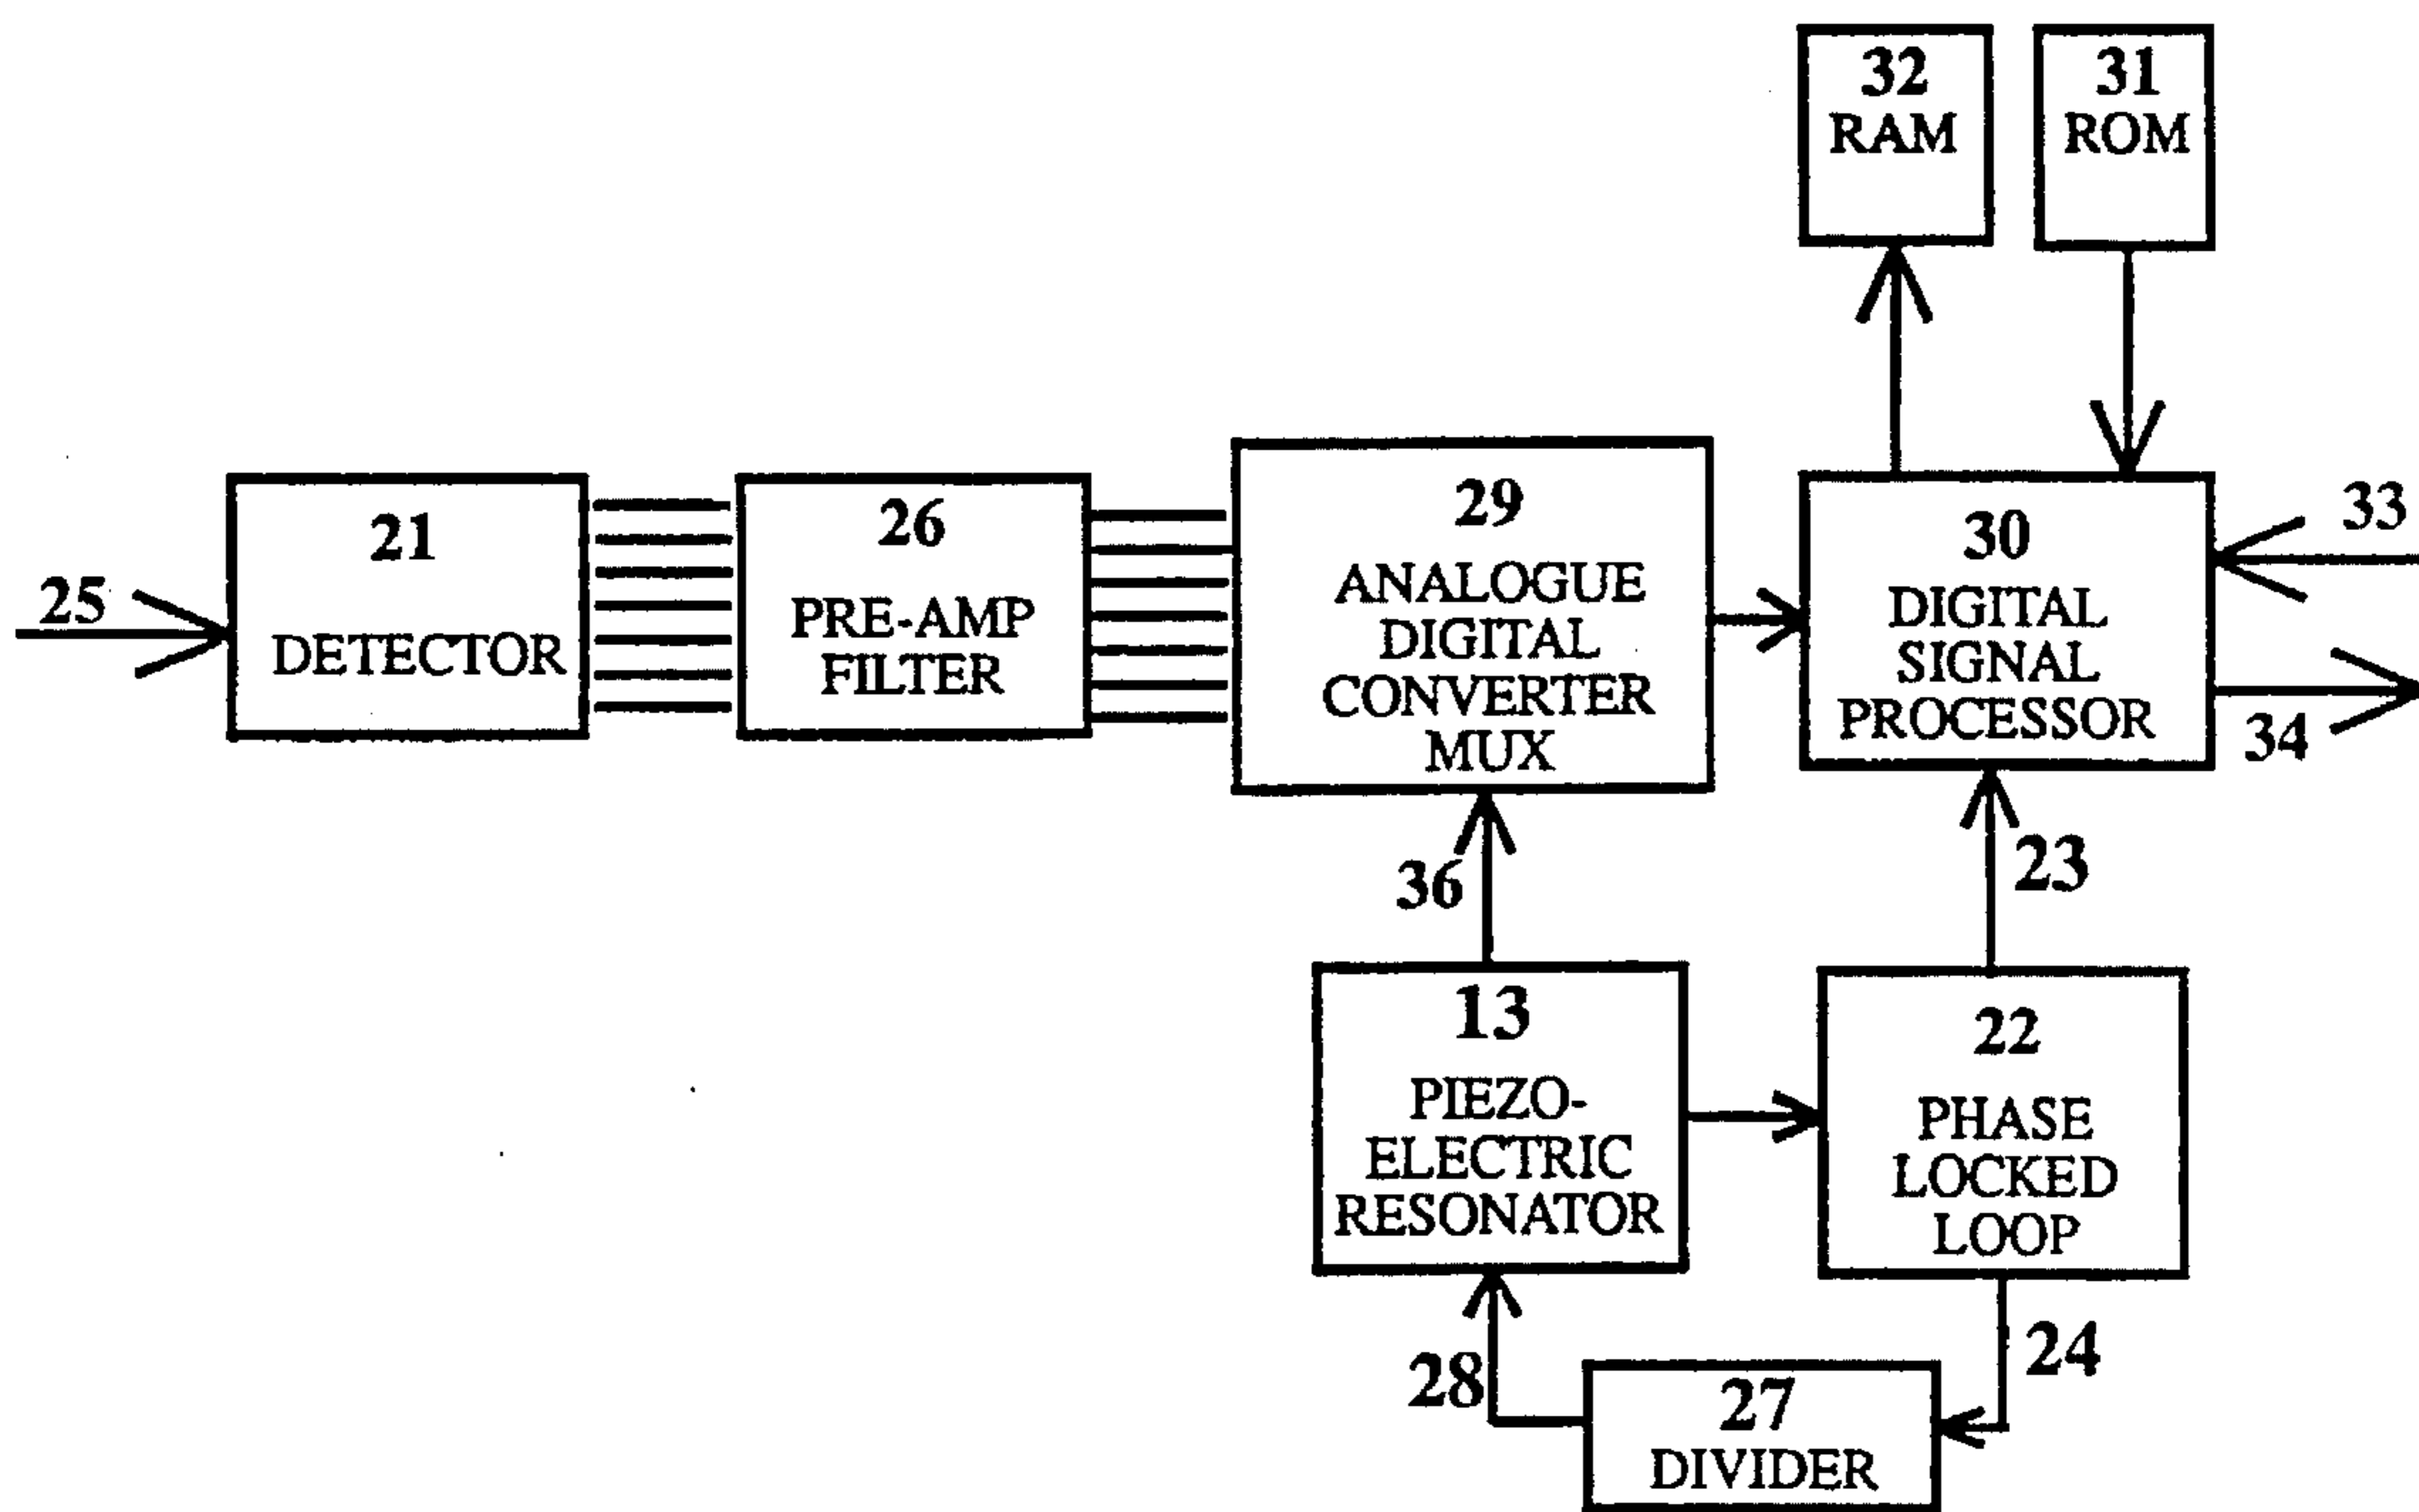 32
RAM
31
ROM
25
21
DETECTOR
26
PRE-AMP
FILTER
29
ANALOGUE
DIGITAL
CONVERTER
MUX
30
DIGITAL
SIGNAL
PROCESSOR
33
34
36
23
13
PIEZO-
ELECTRIC
RESONATOR
22
PHASE
LOCKED
LOOP
28
27
DIVIDER
24